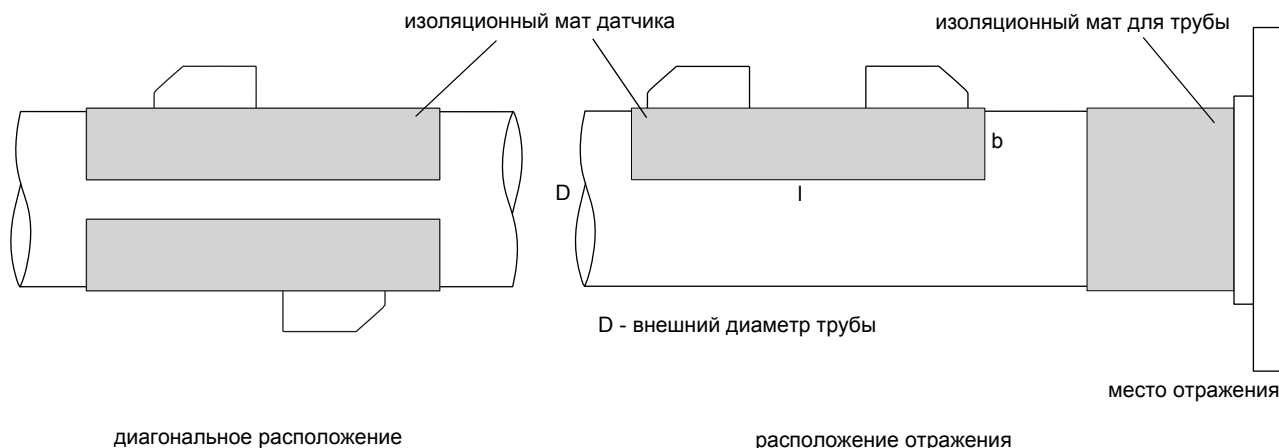 изоляционный мат датчика
изоляционный мат для трубы
b
D
l
D - внешний диаметр трубы
место отражения
диагональное расположение
расположение отражения